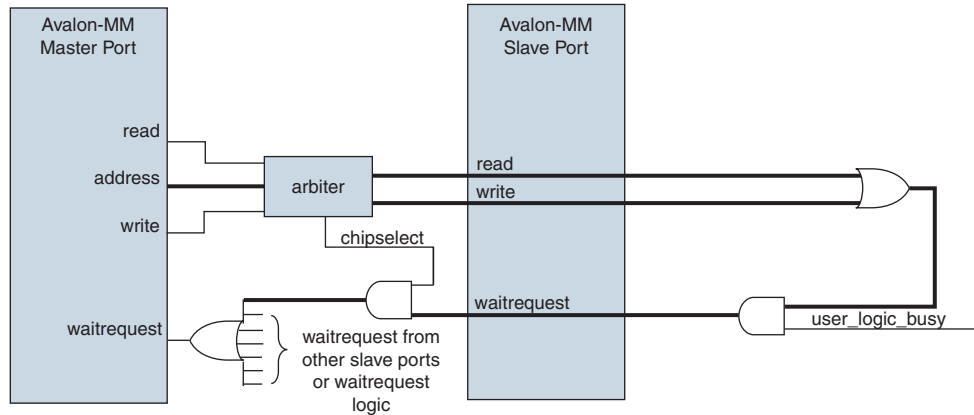 Avalon-MM
Master Port
Avalon-MM
Slave Port
read
address
write
arbiter
read
write
chipselect
waitrequest
waitrequest
user_logic_busy
waitrequest from
other slave ports
or waitrequest
logic